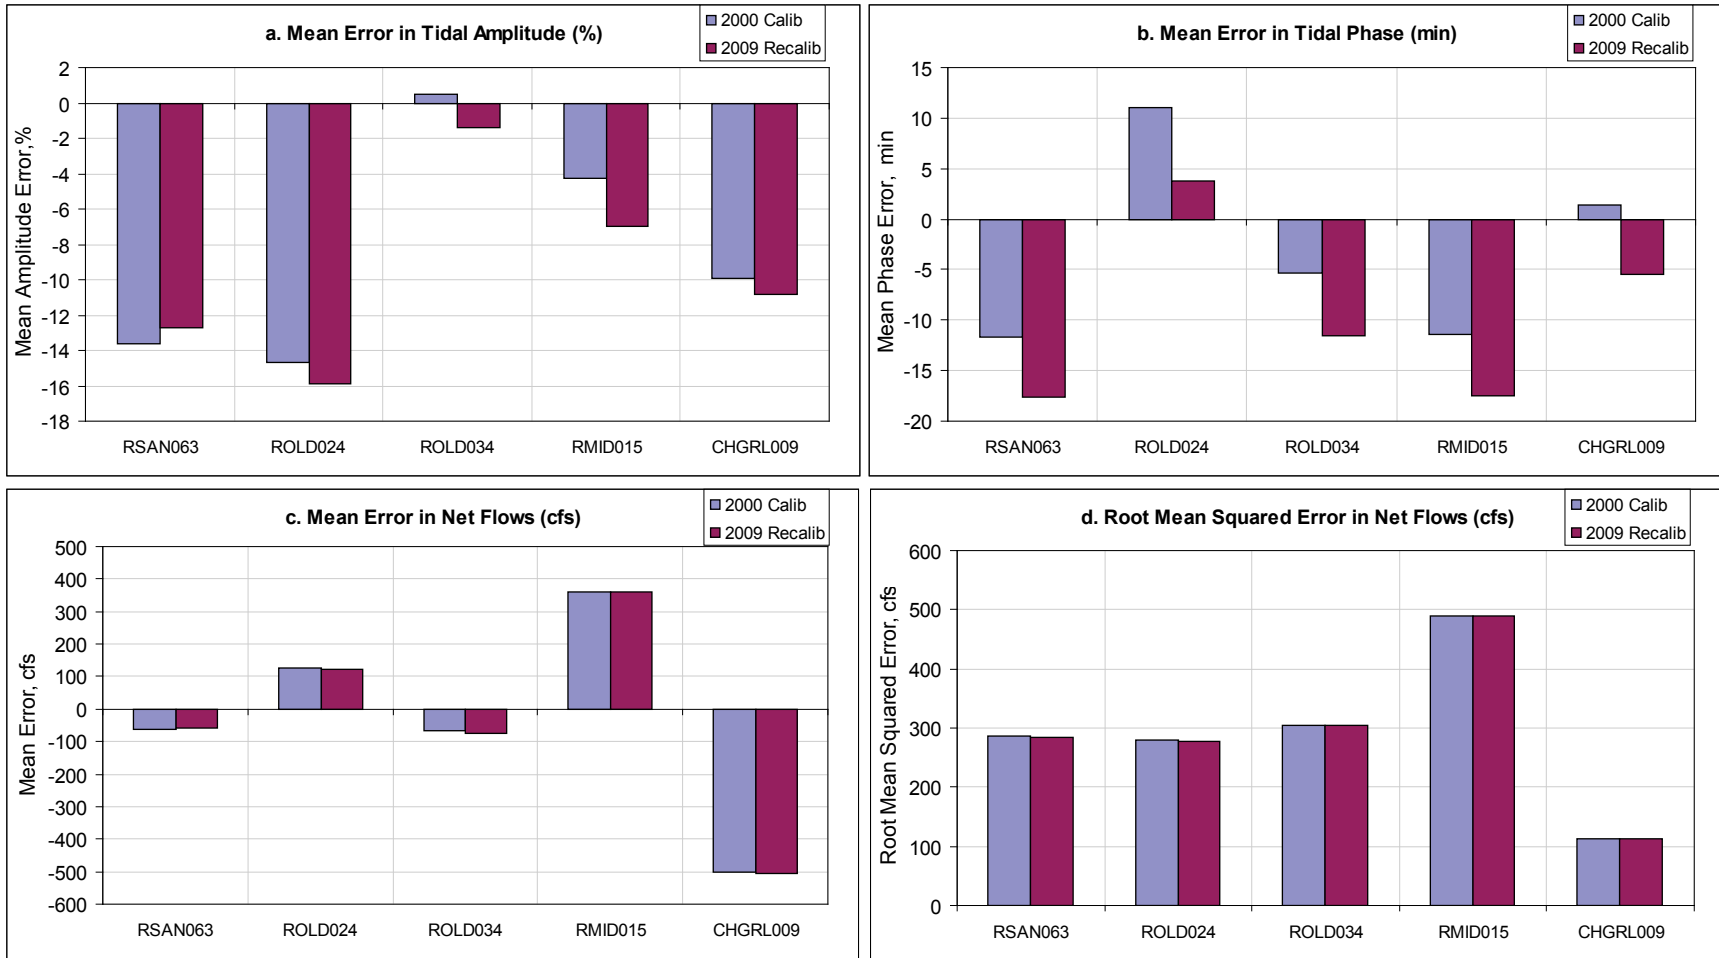 a. Mean Error in Tidal Amplitude (%)
2000 Calib
2009 Recalib
Mean Amplitude Error,%
2
0
-2
-4
-6
-8
-10
-12
-14
-16
-18
RSAN063 ROLD024 ROLD034 RMID015 CHGRL009
b. Mean Error in Tidal Phase (min)
2000 Calib
2009 Recalib
Mean Phase Error, min
15
10
5
0
-5
-10
-15
-20
RSAN063 ROLD024 ROLD034 RMID015 CHGRL009
c. Mean Error in Net Flows (cfs)
2000 Calib
2009 Recalib
Mean Error, cfs
500
400
300
200
100
0
-100
-200
-300
-400
-500
-600
RSAN063 ROLD024 ROLD034 RMID015 CHGRL009
d. Root Mean Squared Error in Net Flows (cfs)
2000 Calib
2009 Recalib
Root Mean Squared Error, cfs
600
500
400
300
200
100
0
RSAN063 ROLD024 ROLD034 RMID015 CHGRL009